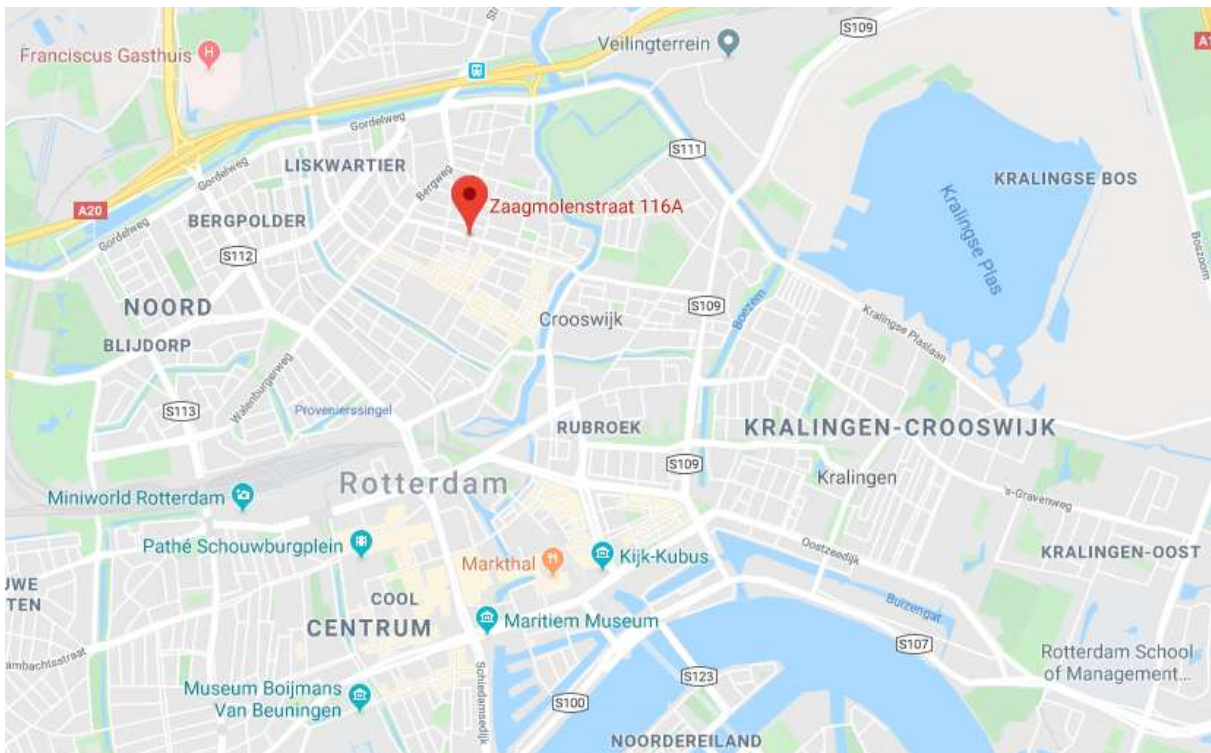 Franciscus Gasthuis
H
Veilingterrein
S109
Gordelweg
LISKWARTIER
Gordelweg
Bergweg
S111
KRALINGSE BOS
A20
BERGPOLDER
Zaagmolenstraat 116A
Kralingse Plas
Gordelweg
S112
Boszoom
NOORD
S109
Boezem
Crooswijk
Kralingse Plaslaan
BLIJDORP
Walenburgerweg
S113
Provenierssingel
RUBROEK
KRALINGEN-CROOSWIJK
S109
Kralingen
Rotterdam
Miniworld Rotterdam
's-Gravenweg
Pathé Schouwburgplein
Markthal
Kijk-Kubus
Oostzeedijk
KRALINGEN-OOST
COOL
Buizengat
CENTRUM
Maritiem Museum
S107
Rotterdam School
of Management...
Schiedamsedijk
S123
Museum Boijmans
Van Beuningen
S100
NOORDEREILAND